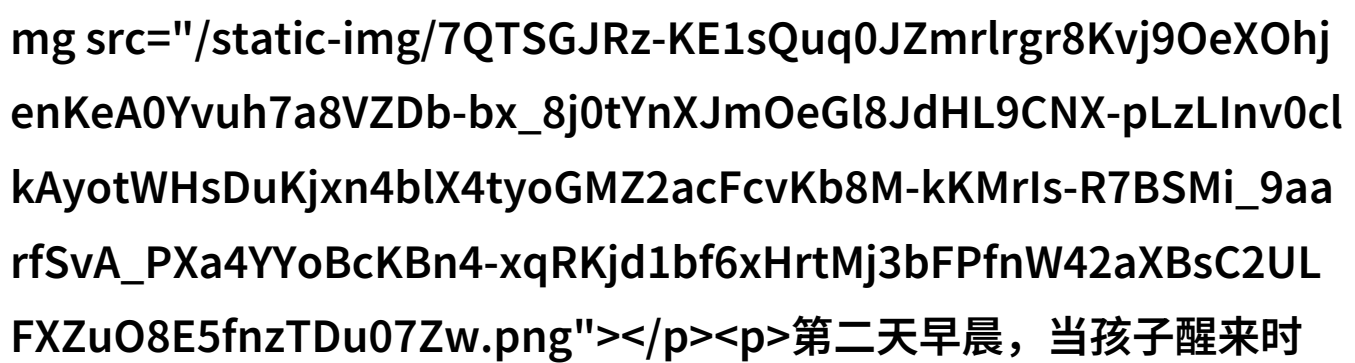 mg src="/static-img/7QTSGJRz-KE1sQuq0JZmrlrgr8Kvj9OeXOhj
enKeA0Yvuh7a8VZDb-bx_8j0tYnXJmOeGl8JdHL9CNX-pLzLInv0cl
kAyotWHsDuKjxn4blX4tyoGMZ2acFcvKb8M-kKMrIs-R7BSMi_9aa
rfSvA_PXa4YYoBcKBn4-xqRKjd1bf6xHrtMj3bFPfnW42aXBsC2UL
FXZuO8E5fnzTDu07Zw.png"></p><p>第二天早晨，当孩子醒来时